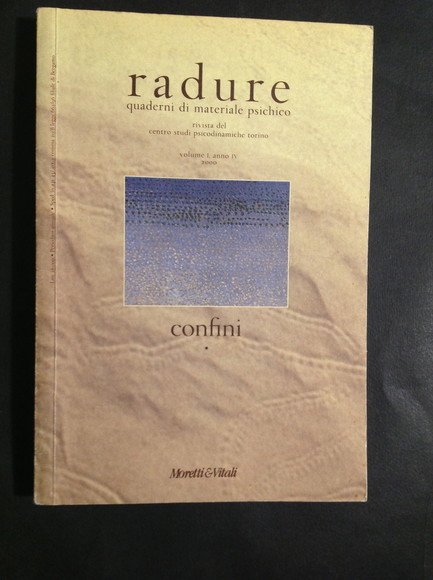 radure
quaderni di materiale psichico
rivista del
centro studi psicodinamiche torino
volume I, anno IV
2000
confini
Moretti&Vitali